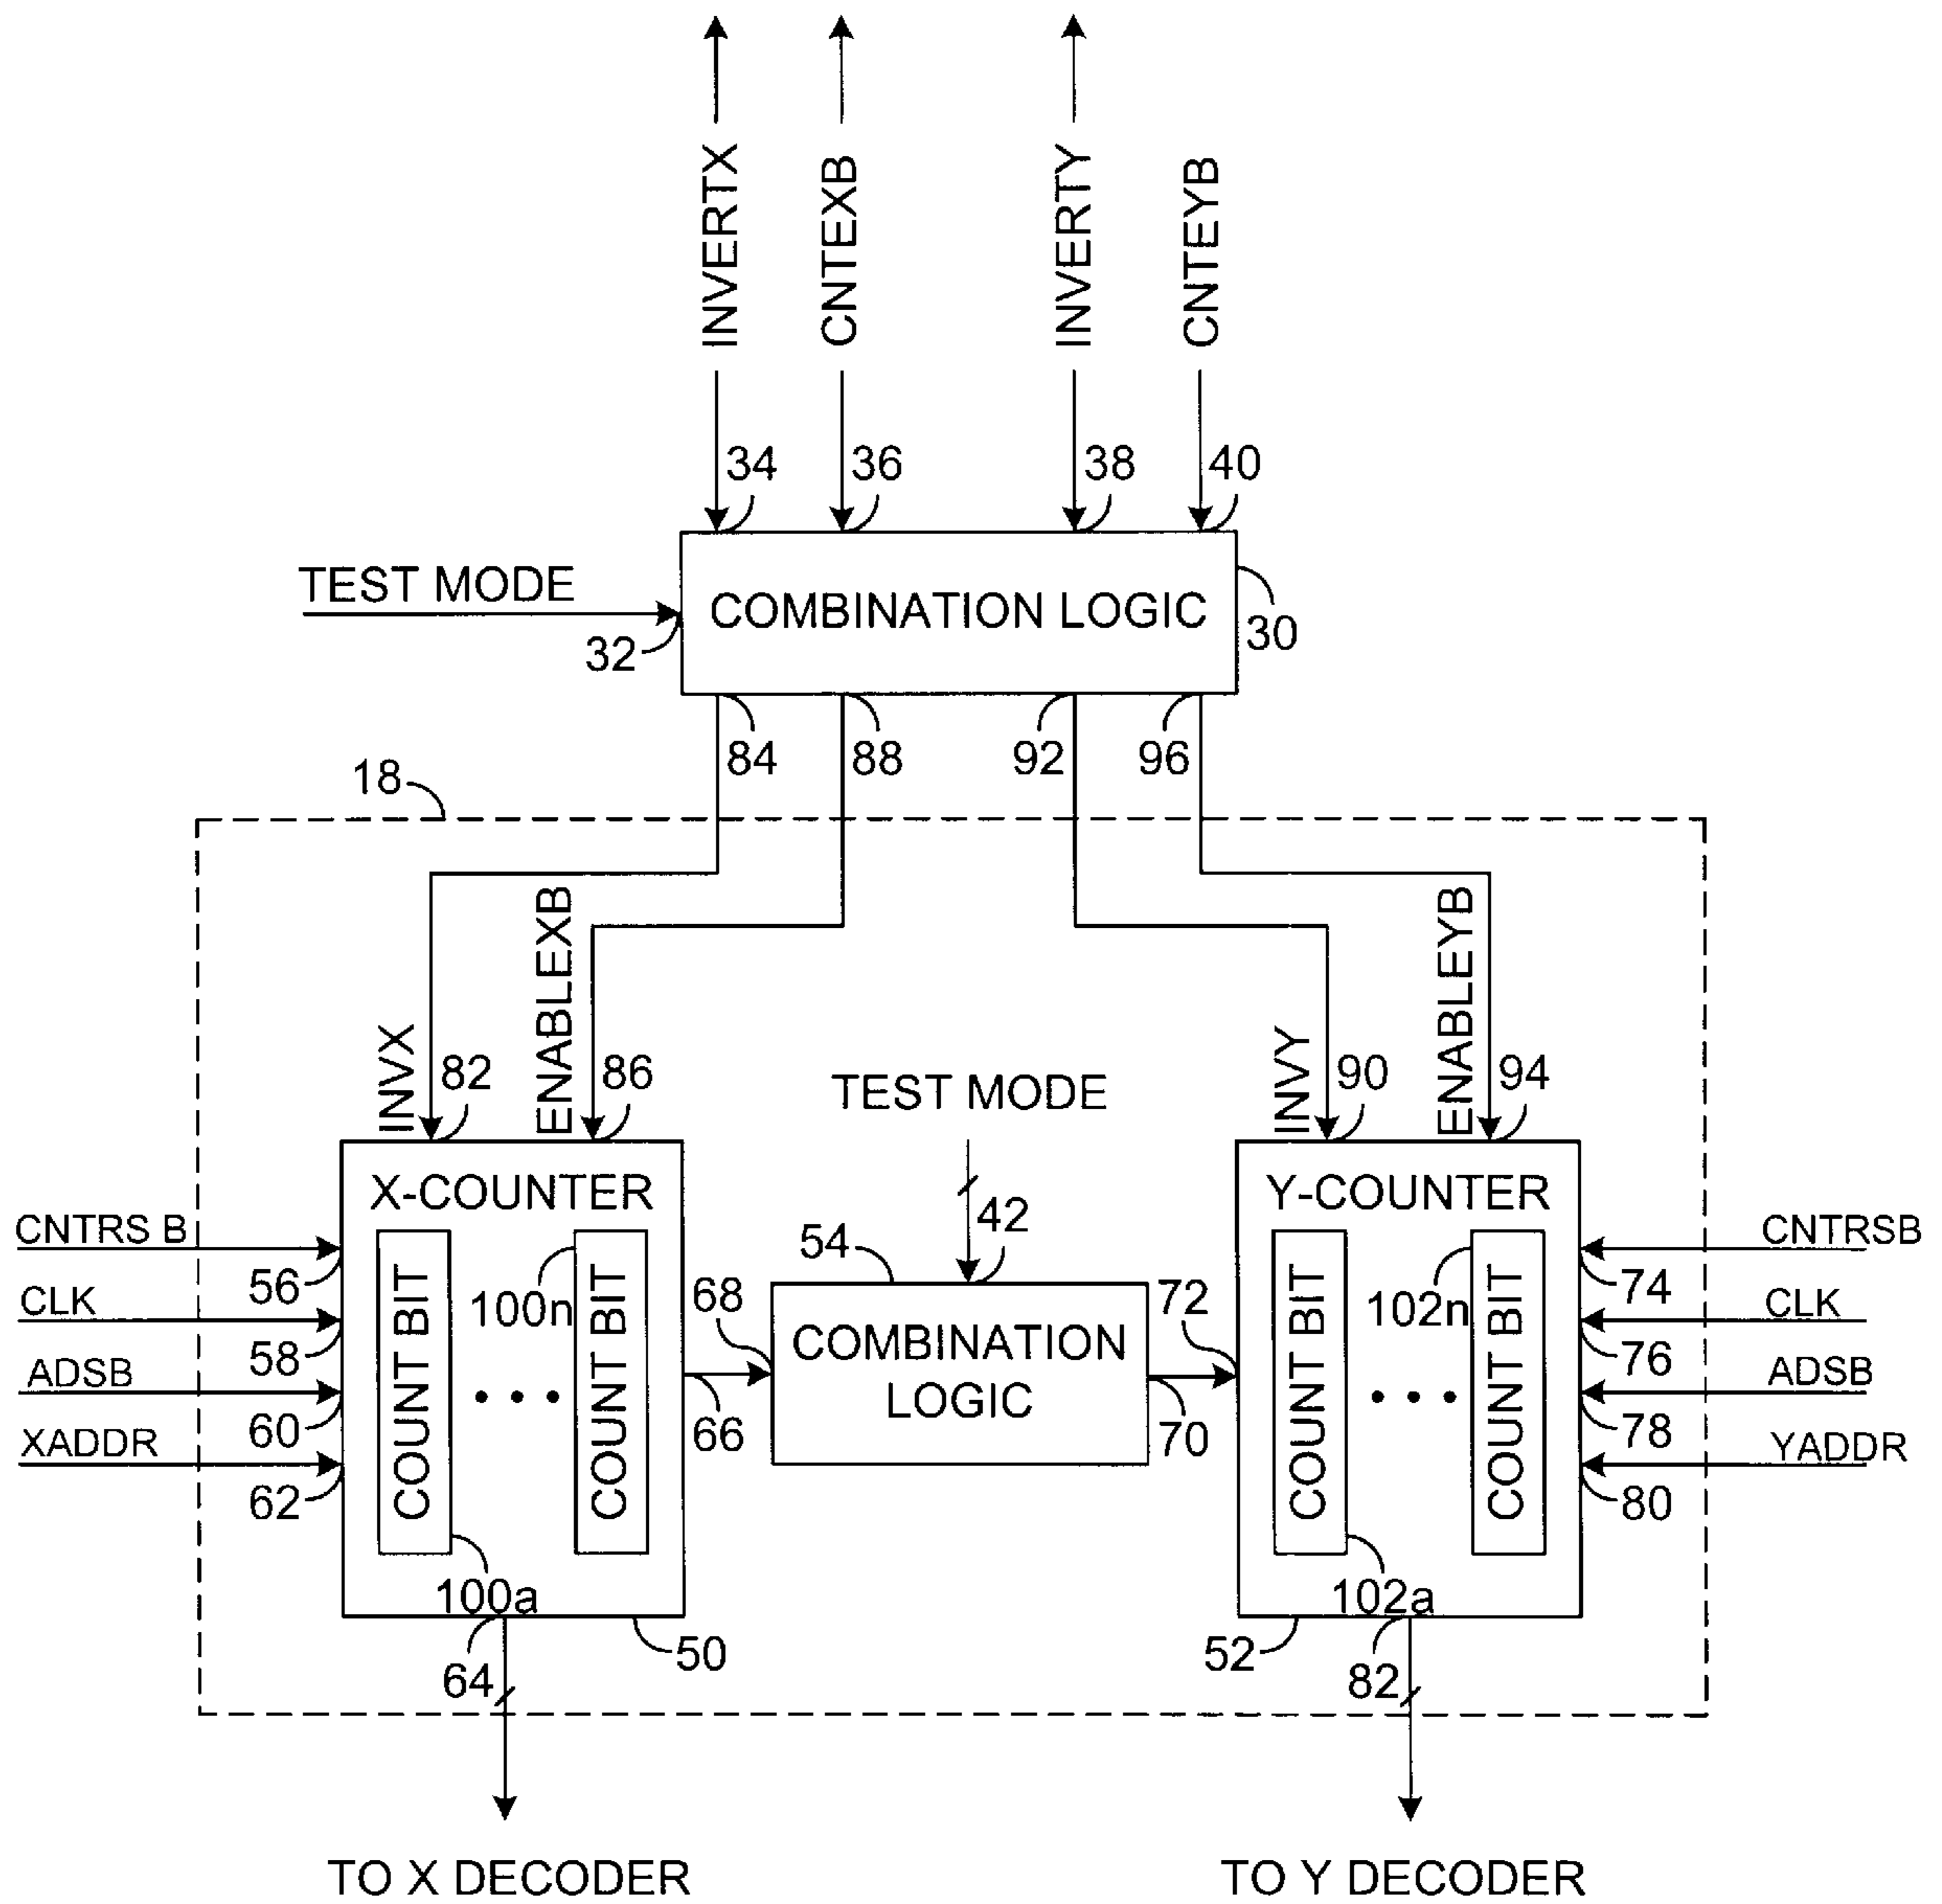 INVERTX
CNTEXB
INVERTY
CNTEYB
34
36
38
40
TEST MODE
COMBINATION LOGIC
32
30
84
88
92
96
18
INVX
ENABLEXB
INVY
ENABLEYB
82
86
90
94
TEST MODE
X-COUNTER
Y-COUNTER
42
54
CNTRS B
56
CLK
58
ADSB
60
XADDR
62
COUNT BIT
100n
COUNT BIT
68
66
COMBINATION
LOGIC
72
70
COUNT BIT
102n
COUNT BIT
CNTRSB
74
CLK
76
ADSB
78
YADDR
80
100a
102a
64
50
52
82
TO X DECODER
TO Y DECODER